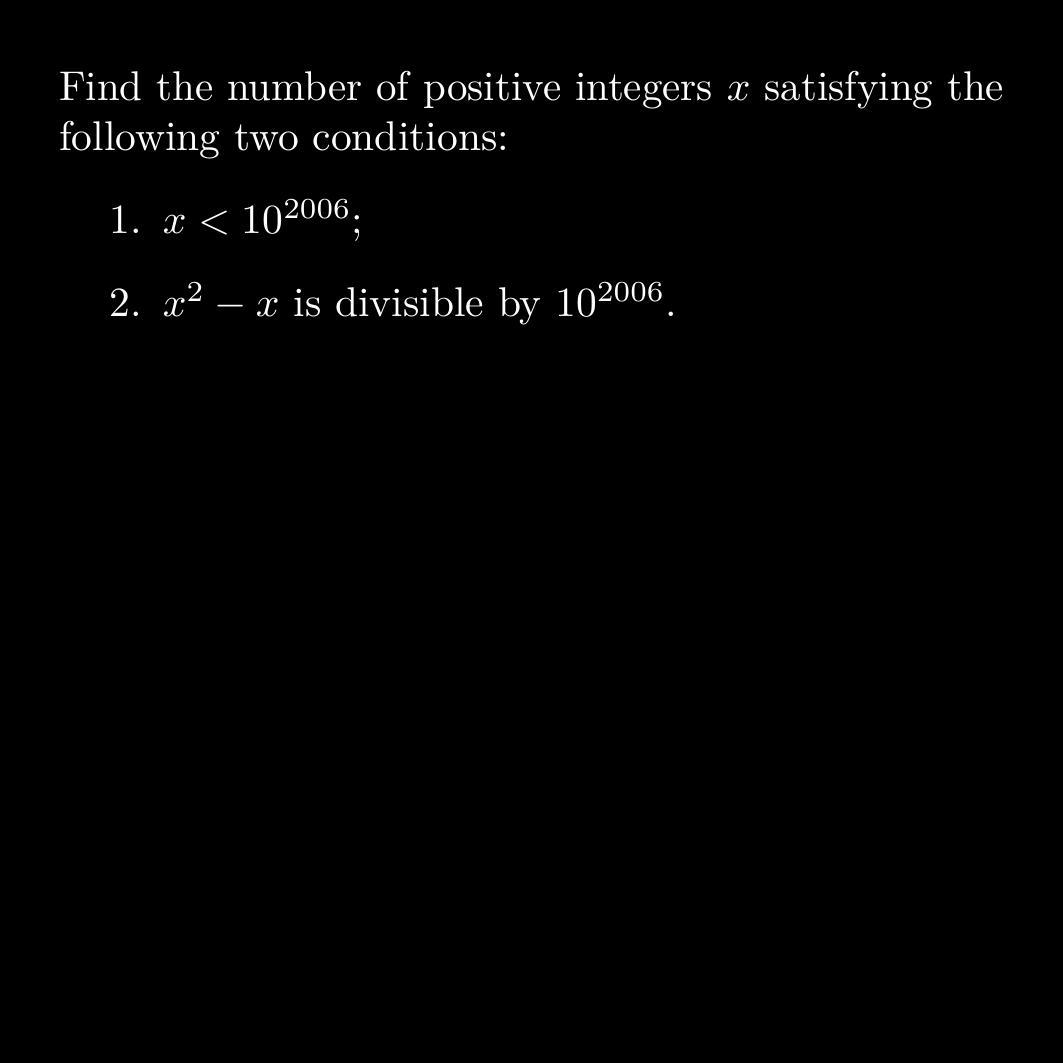 Find the number of positive integers $x$ satisfying the
following two conditions:
1. $x < 10^{2006}$;
2. $x^2 - x$ is divisible by $10^{2006}$.